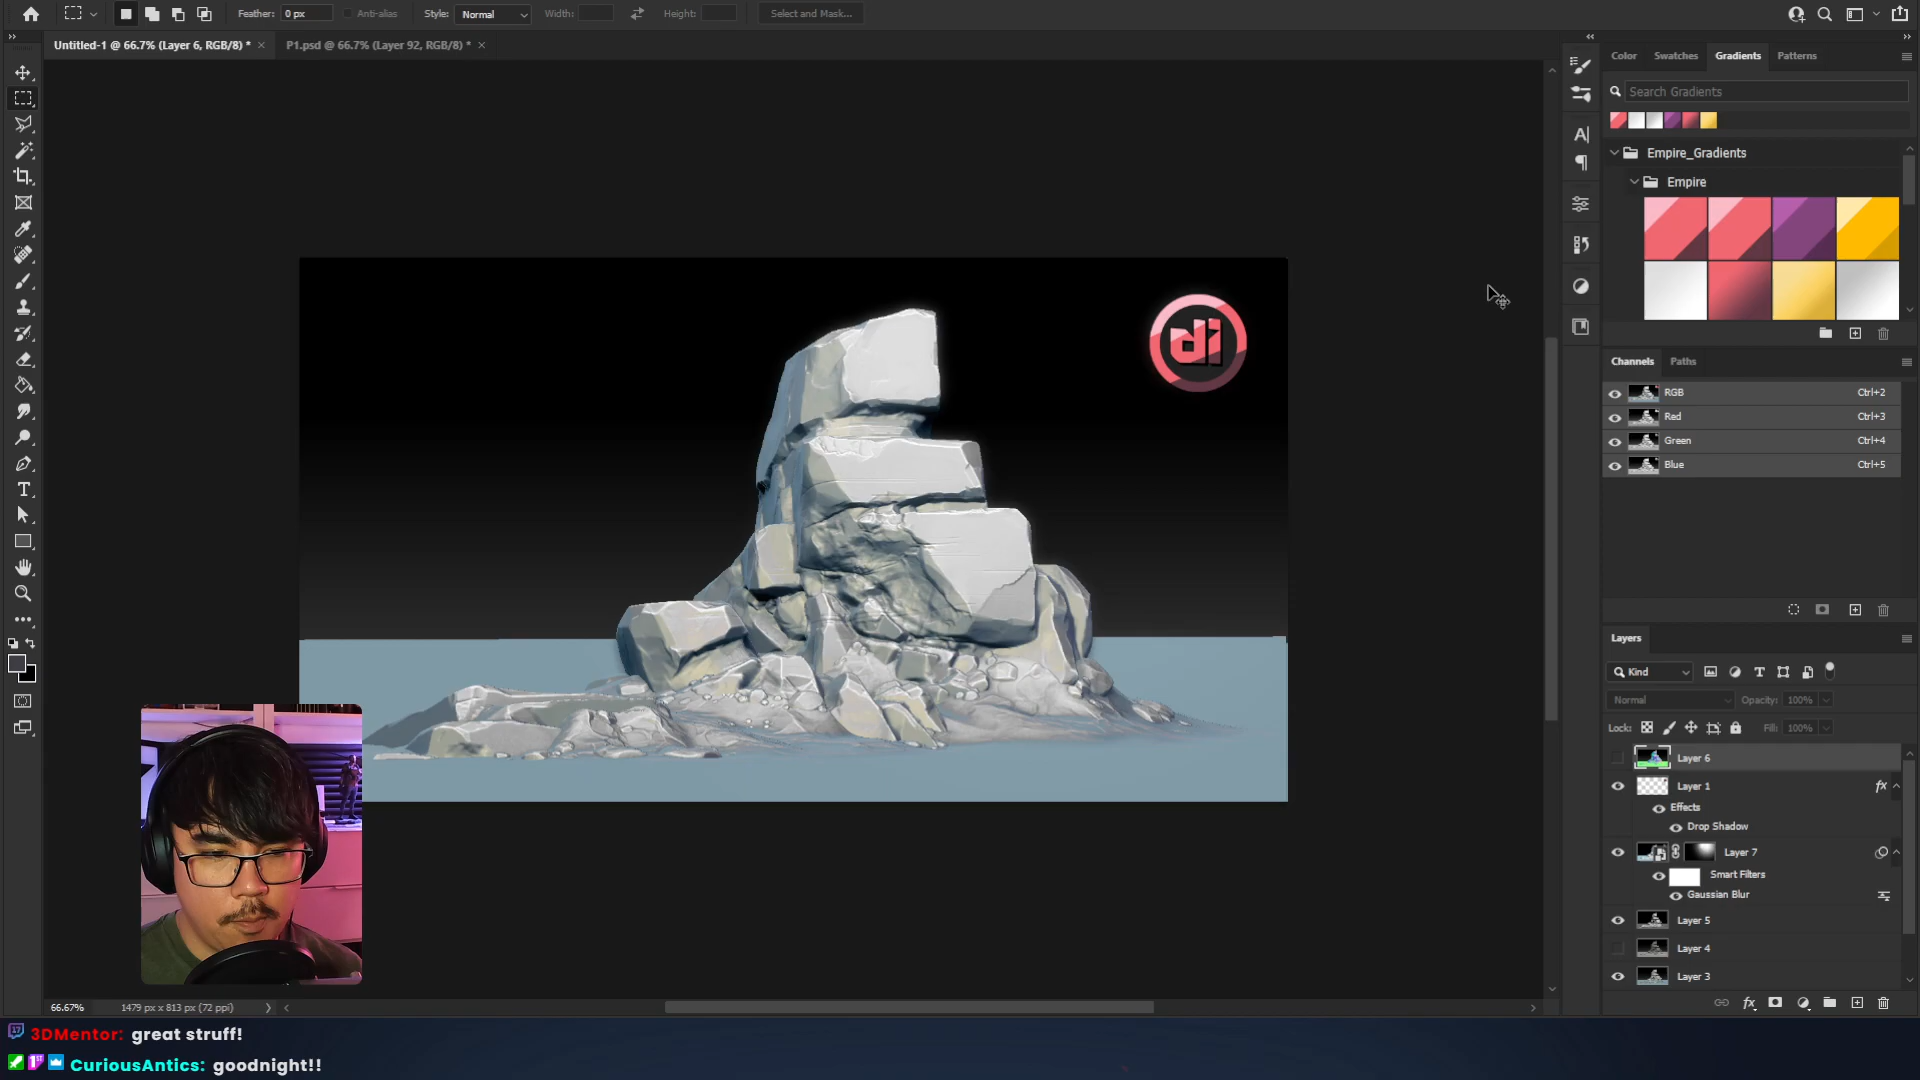 Feather: 0 px Anti-alias Style: Normal Width: Height: Select and Mask...
Untitled-1 @ 66.7% (Layer 6, RGB/8) * × P1.psd @ 66.7% (Layer 92, RGB/8) * ×
Color Swatches Gradients Patterns
Search Gradients
Empire_Gradients
Empire
di
Channels Paths
RGB Ctrl+2
Red Ctrl+3
Green Ctrl+4
Blue Ctrl+5
Layers
Kind
Normal Opacity: 100%
Lock: Fill: 100%
Layer 6
Layer 1 fx
Effects
Drop Shadow
Layer 7
Smart Filters
Gaussian Blur
Layer 5
Layer 4
Layer 3
fx
66.67% 1479 px x 813 px (72 ppi)
3DMentor: great struff!
CuriousAntics: goodnight!!